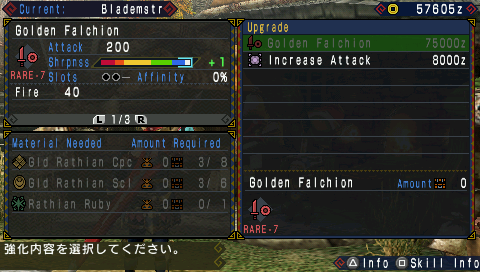 Current: Blademstr
57605z
Golden Falchion
Attack 200
Shrpnss +1
RARE-7 Slots ○○― Affinity 0%
Fire 40
L 1/3 R
Material Needed Amount Required
Gld Rathian Cpc 0 3/ 8
Gld Rathian Scl 0 3/ 6
Rathian Ruby 0 0/ 1
Upgrade
Golden Falchion 75000z
Increase Attack 8000z
Golden Falchion Amount 0
RARE-7
強化内容を選択してください。
△ Info □ Skill Info